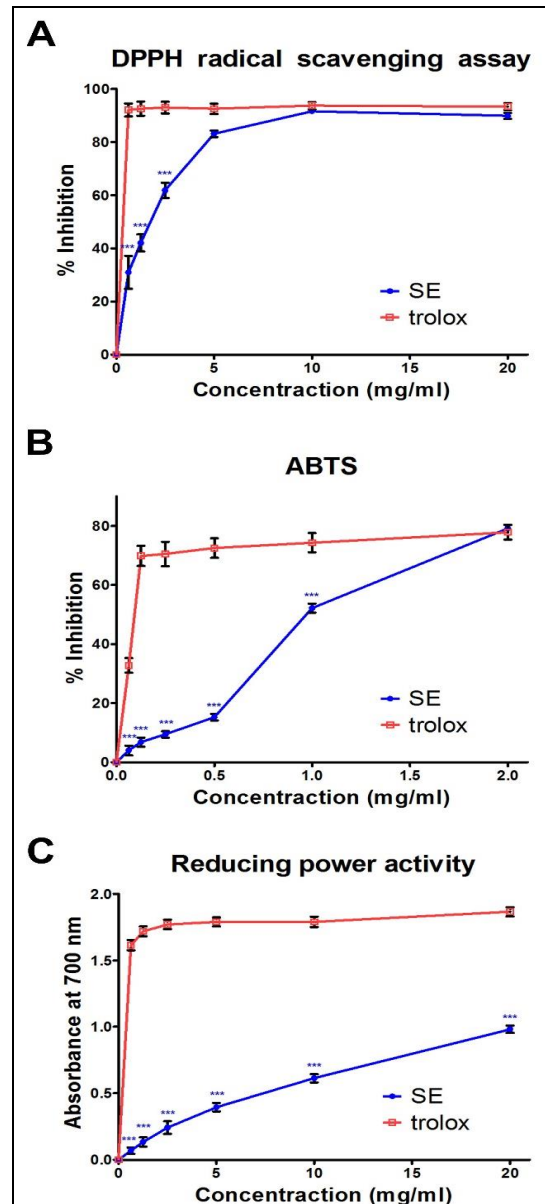 A
DPPH radical scavenging assay
100
80
60
40
20
0
% Inhibition
***
***
***
SE
trolox
0 5 10 15 20
Concentraction (mg/ml)
B
ABTS
80
60
40
20
0
% Inhibition
***
***
***
***
***
SE
trolox
0.0 0.5 1.0 1.5 2.0
Concentraction (mg/ml)
C
Reducing power activity
2.0
1.5
1.0
0.5
0.0
Absorbance at 700 nm
***
***
***
***
***
***
SE
trolox
0 5 10 15 20
Concentraction (mg/ml)